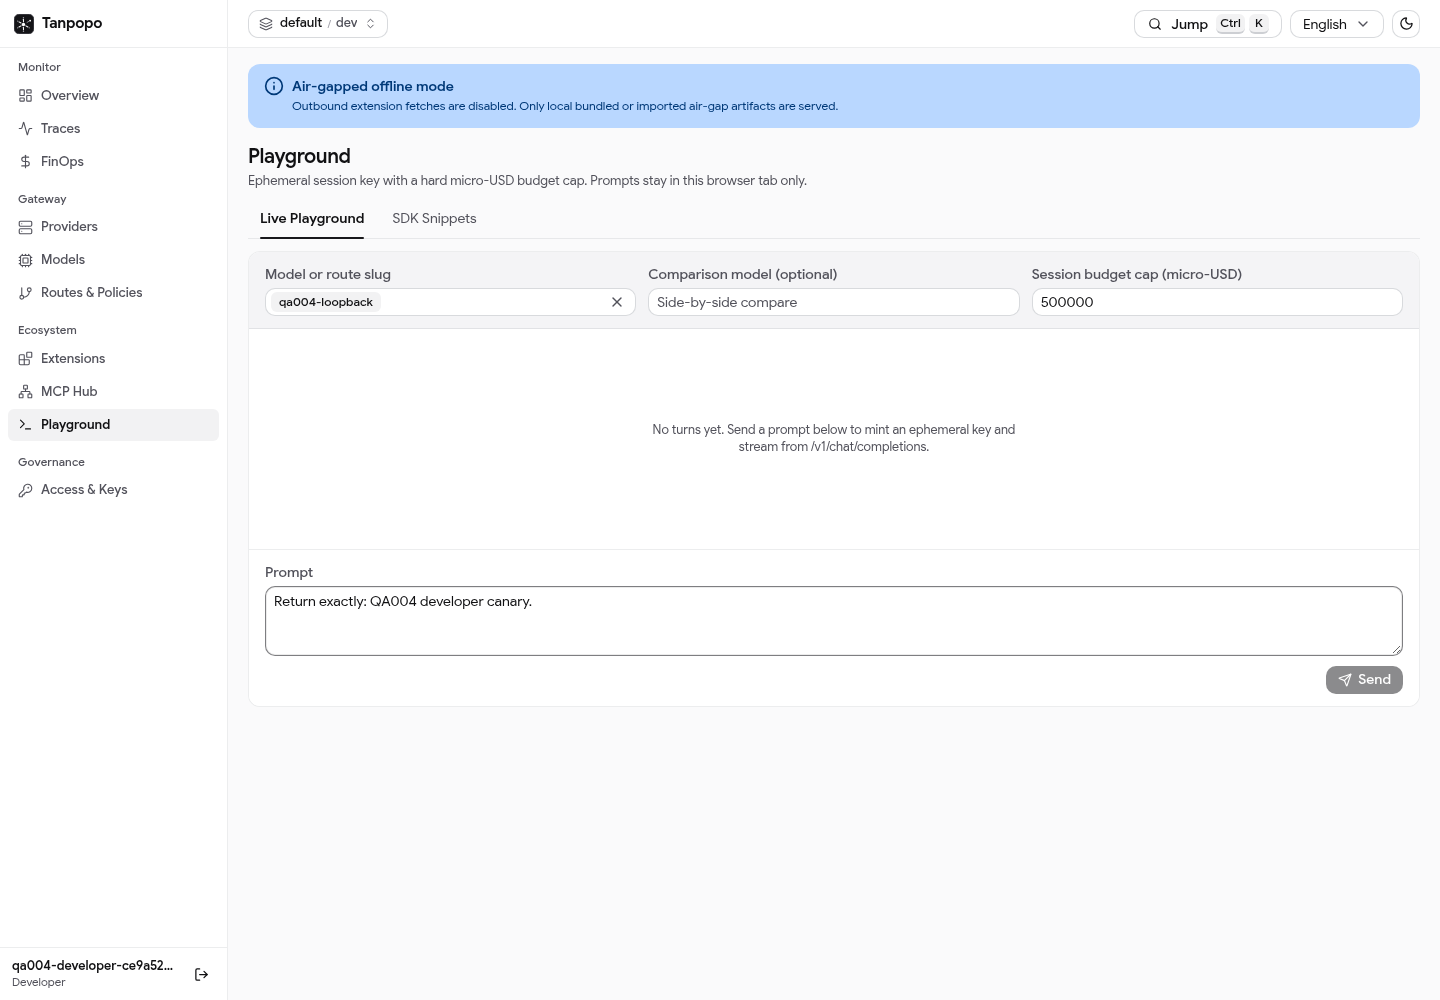 Tanpopo
default / dev
Jump Ctrl K
English
Monitor
Overview
Traces
FinOps
Gateway
Providers
Models
Routes & Policies
Ecosystem
Extensions
MCP Hub
Playground
Governance
Access & Keys
qa004-developer-ce9a52...
Developer
Air-gapped offline mode
Outbound extension fetches are disabled. Only local bundled or imported air-gap artifacts are served.
Playground
Ephemeral session key with a hard micro-USD budget cap. Prompts stay in this browser tab only.
Live Playground
SDK Snippets
Model or route slug
qa004-loopback
Comparison model (optional)
Side-by-side compare
Session budget cap (micro-USD)
500000
No turns yet. Send a prompt below to mint an ephemeral key and
stream from /v1/chat/completions.
Prompt
Return exactly: QA004 developer canary.
Send